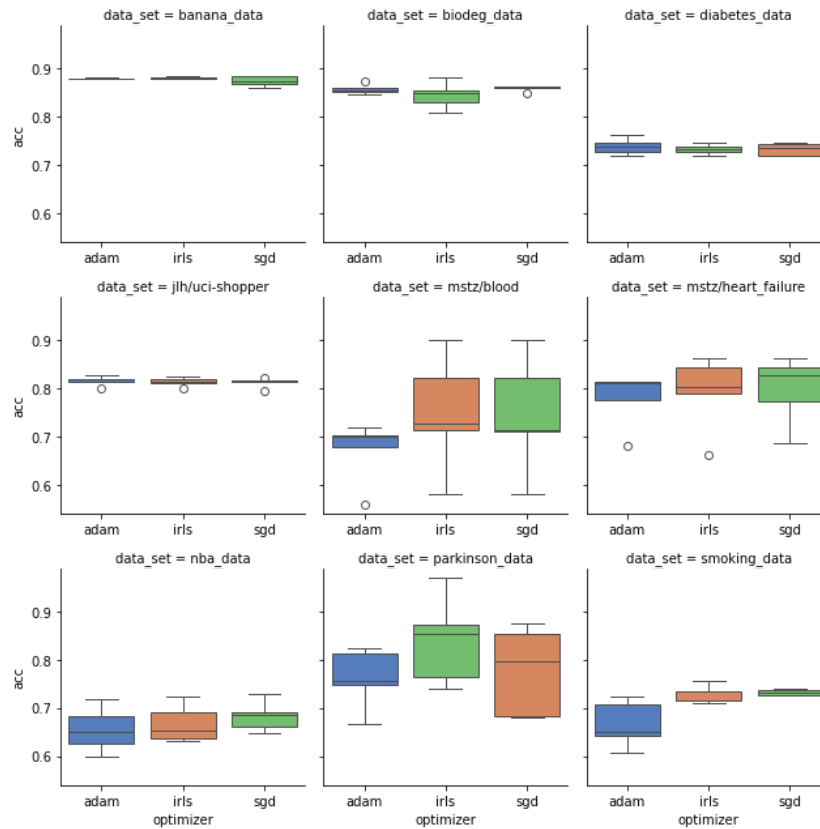 data_set = banana_data
data_set = biodeg_data
data_set = diabetes_data
acc
0.9
0.8
0.7
0.6
adam irls sgd
adam irls sgd
adam irls sgd
data_set = jlh/uci-shopper
data_set = mstz/blood
data_set = mstz/heart_failure
acc
0.9
0.8
0.7
0.6
adam irls sgd
adam irls sgd
adam irls sgd
data_set = nba_data
data_set = parkinson_data
data_set = smoking_data
acc
0.9
0.8
0.7
0.6
adam irls sgd
adam irls sgd
adam irls sgd
optimizer
optimizer
optimizer